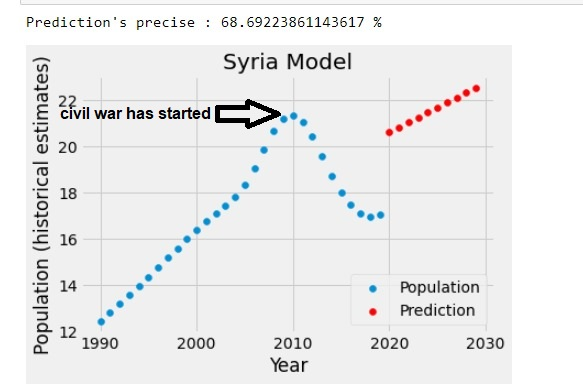 Prediction's precise : 68.69223861143617 %
Syria Model
civil war has started
Population (historical estimates)
22
20
18
16
14
12
1990
2000
2010
2020
2030
Year
Population
Prediction